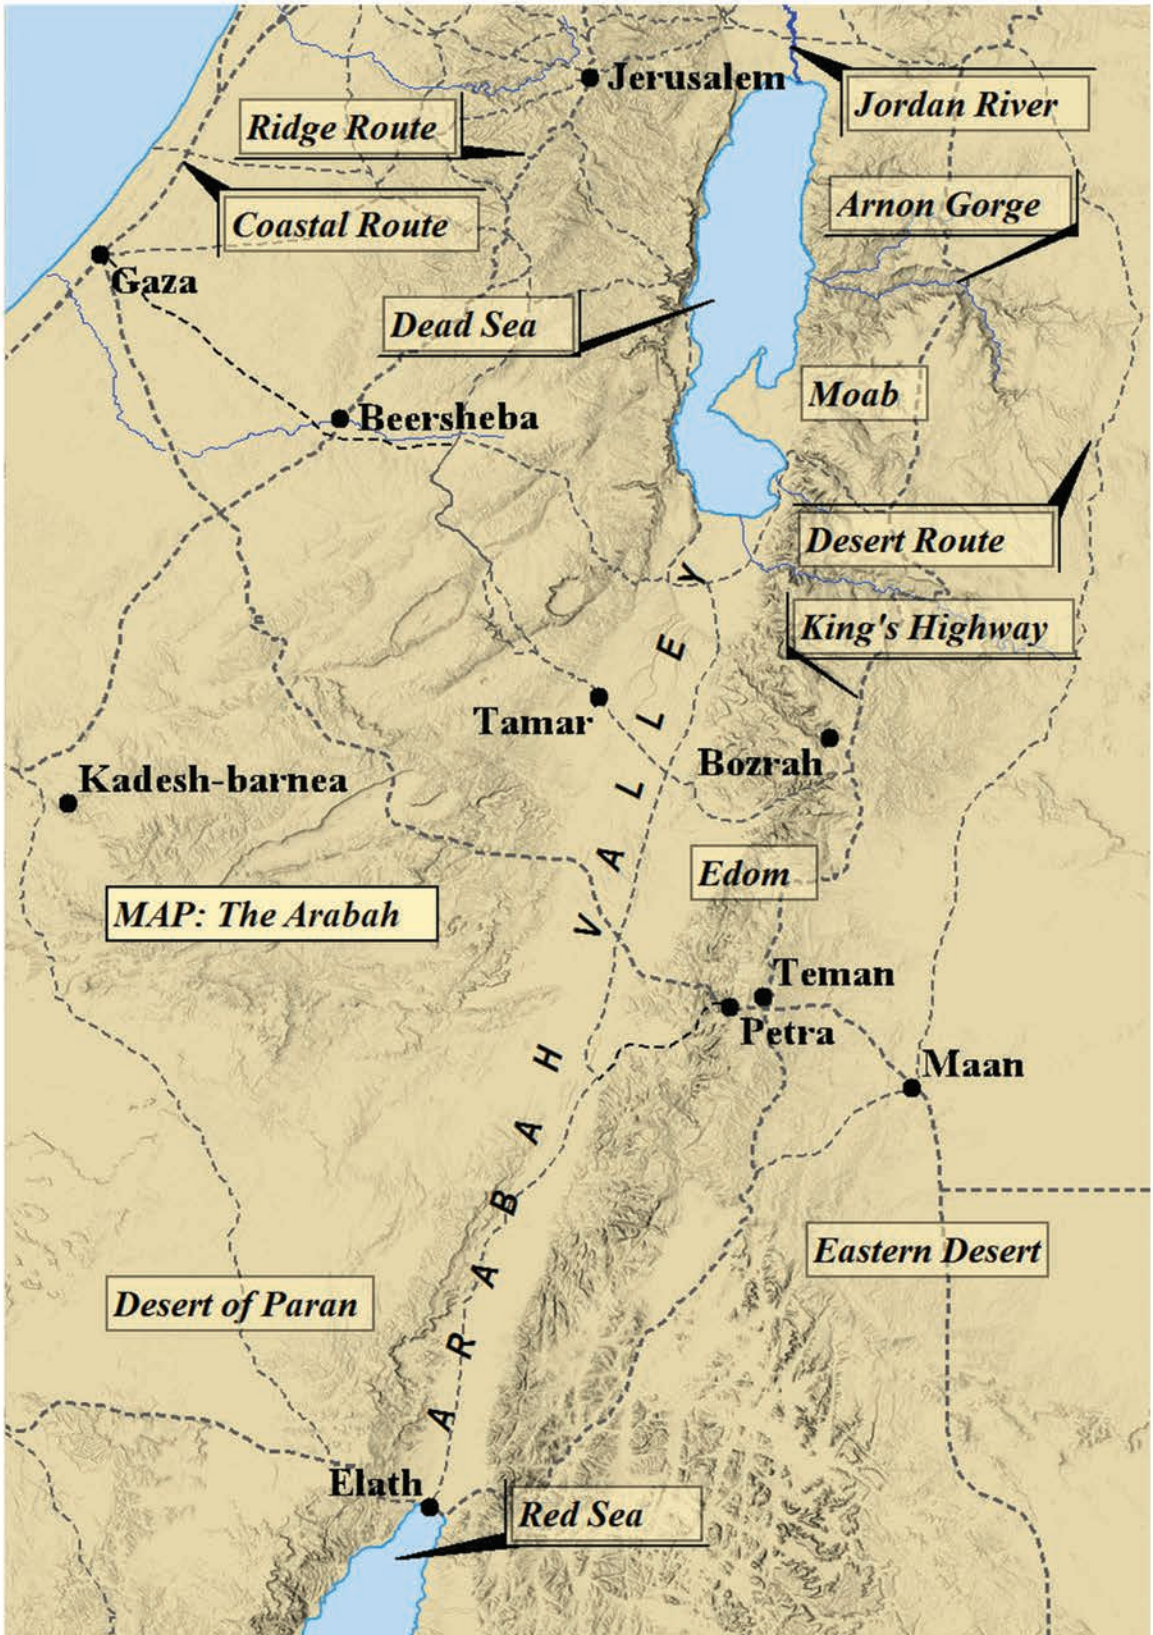 Jerusalem
Jordan River
Ridge Route
Arnon Gorge
Coastal Route
Gaza
Dead Sea
Moab
Beersheba
Desert Route
King's Highway
Tamar
Bozrah
Kadesh-barnea
Edom
MAP: The Arabah
Teman
Petra
Maan
ARABAH VALLEY
Eastern Desert
Desert of Paran
Elath
Red Sea